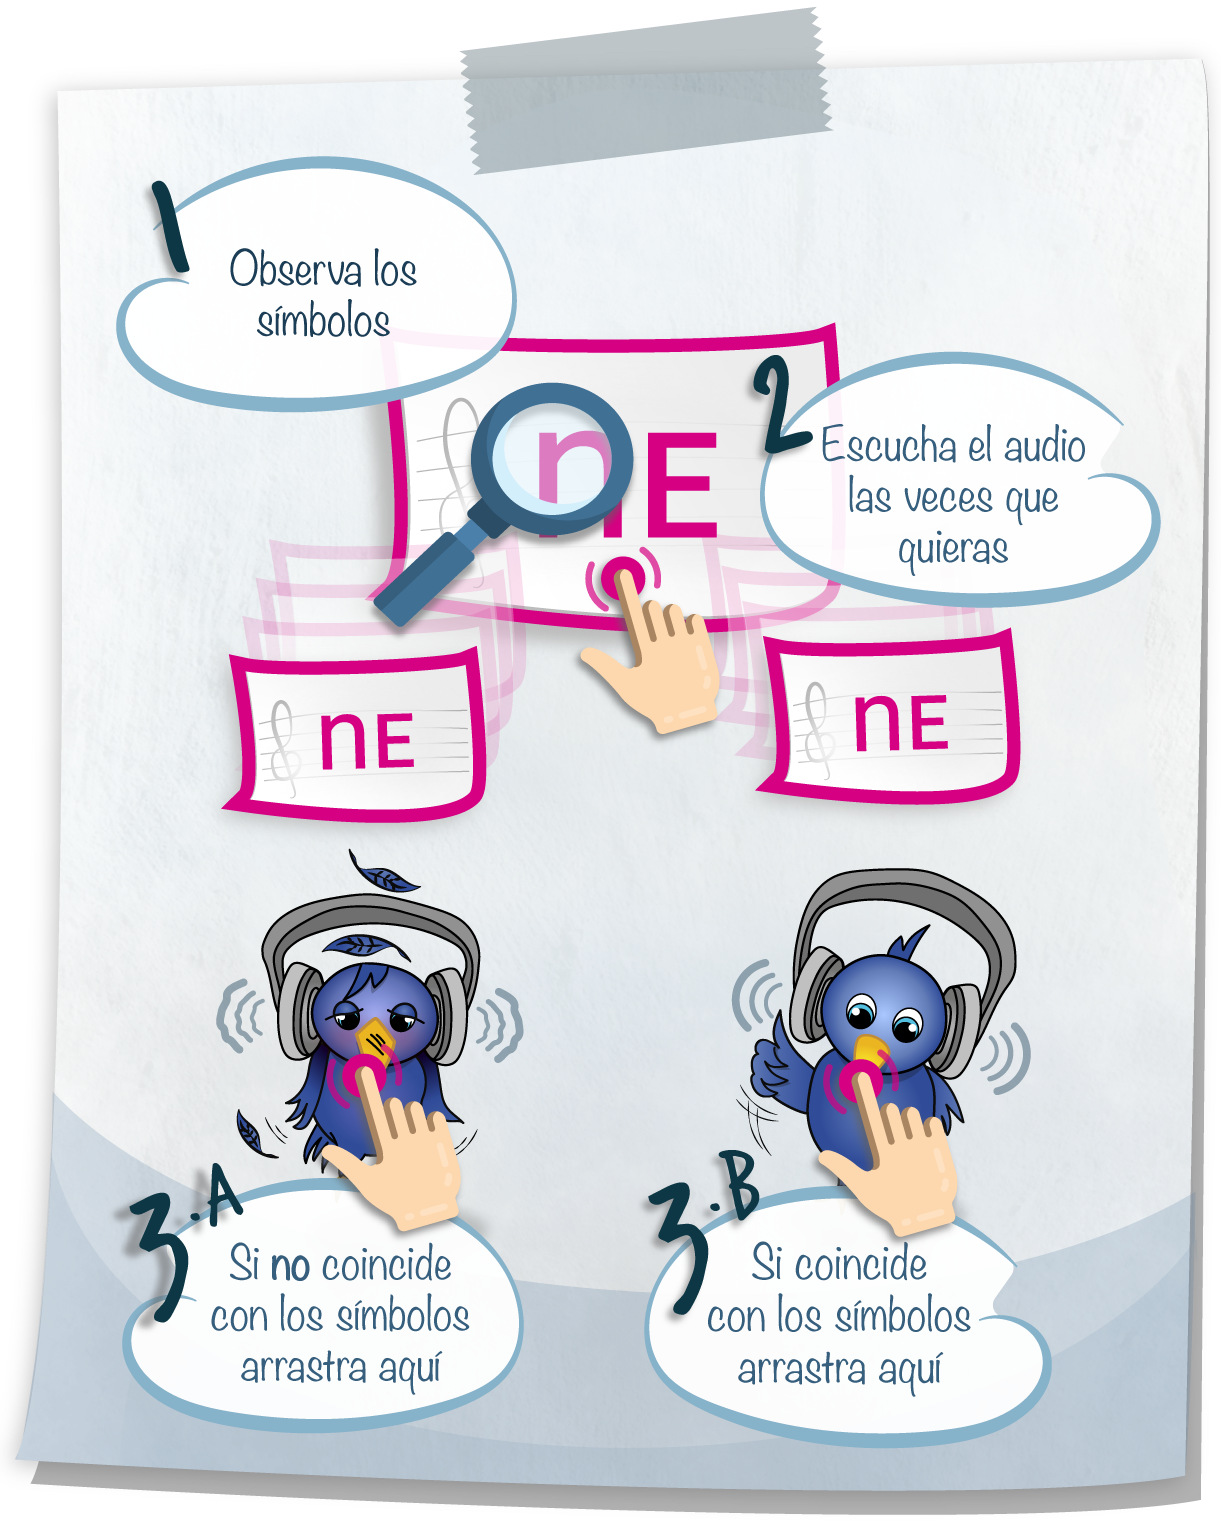 1
Observa los
símbolos
2
Escucha el audio
las veces que
quieras
nE
nE
nE
3.A
Si no coincide
con los símbolos
arrastra aquí
3.B
Si coincide
con los símbolos
arrastra aquí